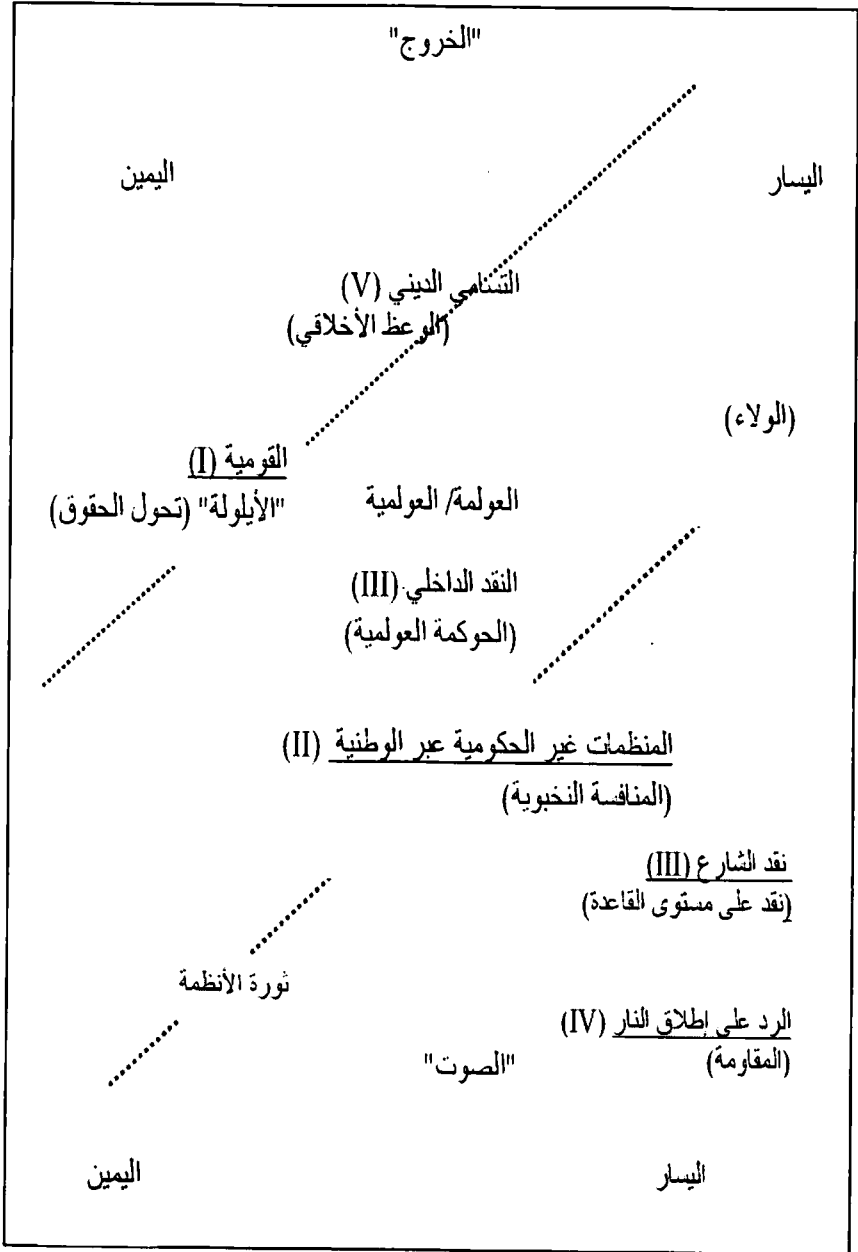 "الخروج"
اليسار
اليمين
التنامي الديني (V)
(الوعظ الأخلاقي)
(الولاء)
القومية (I)
"الأيلولة" (تحول الحقوق)
العولمة/ العولمية
النقد الداخلي (III)
(الحوكمة العولمية)
المنظمات غير الحكومية عبر الوطنية (II)
(المنافسة النخبوية)
نقد الشارع (III)
(نقد على مستوى القاعدة)
ثورة الأنظمة
الرد على إطلاق النار (IV)
(المقاومة)
"الصوت"
اليسار
اليمين